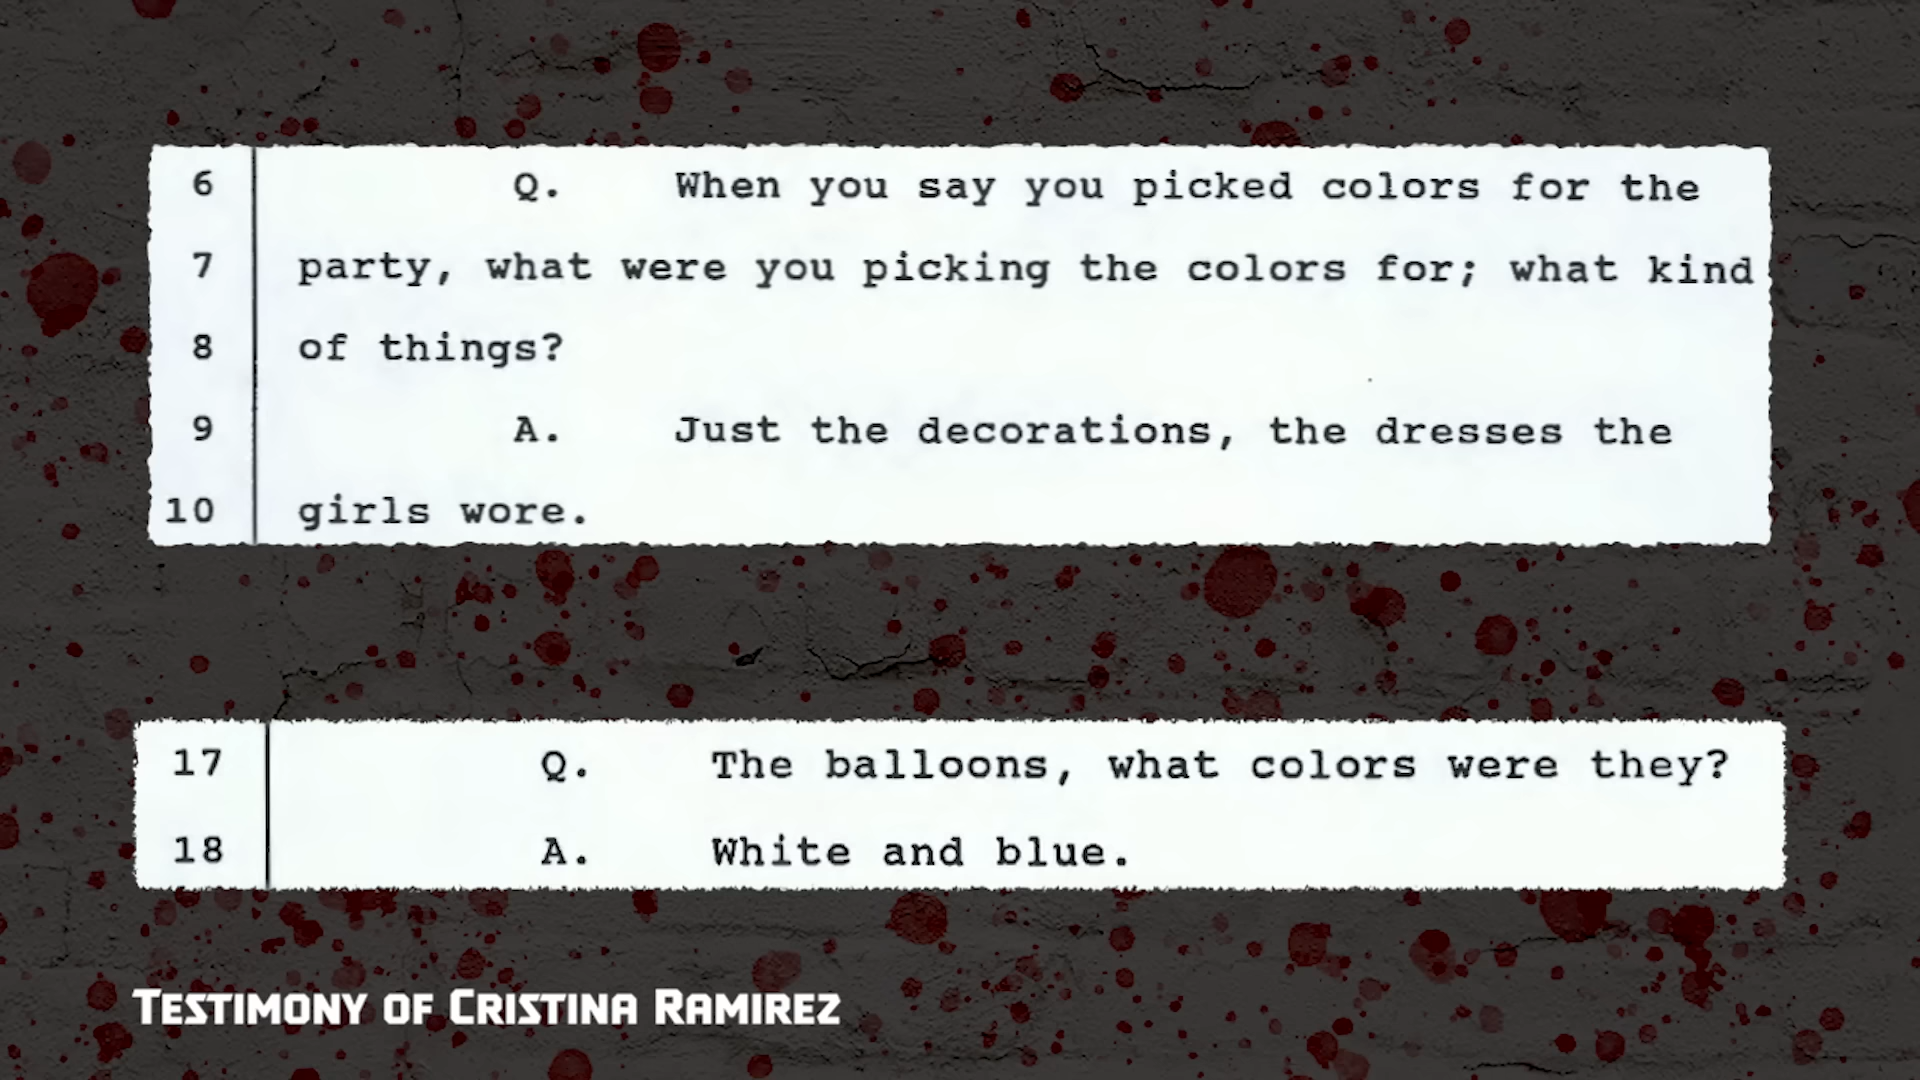 6 Q. When you say you picked colors for the
7 party, what were you picking the colors for; what kind
8 of things?
9 A. Just the decorations, the dresses the
10 girls wore.
17 Q. The balloons, what colors were they?
18 A. White and blue.
Testimony of Cristina Ramirez